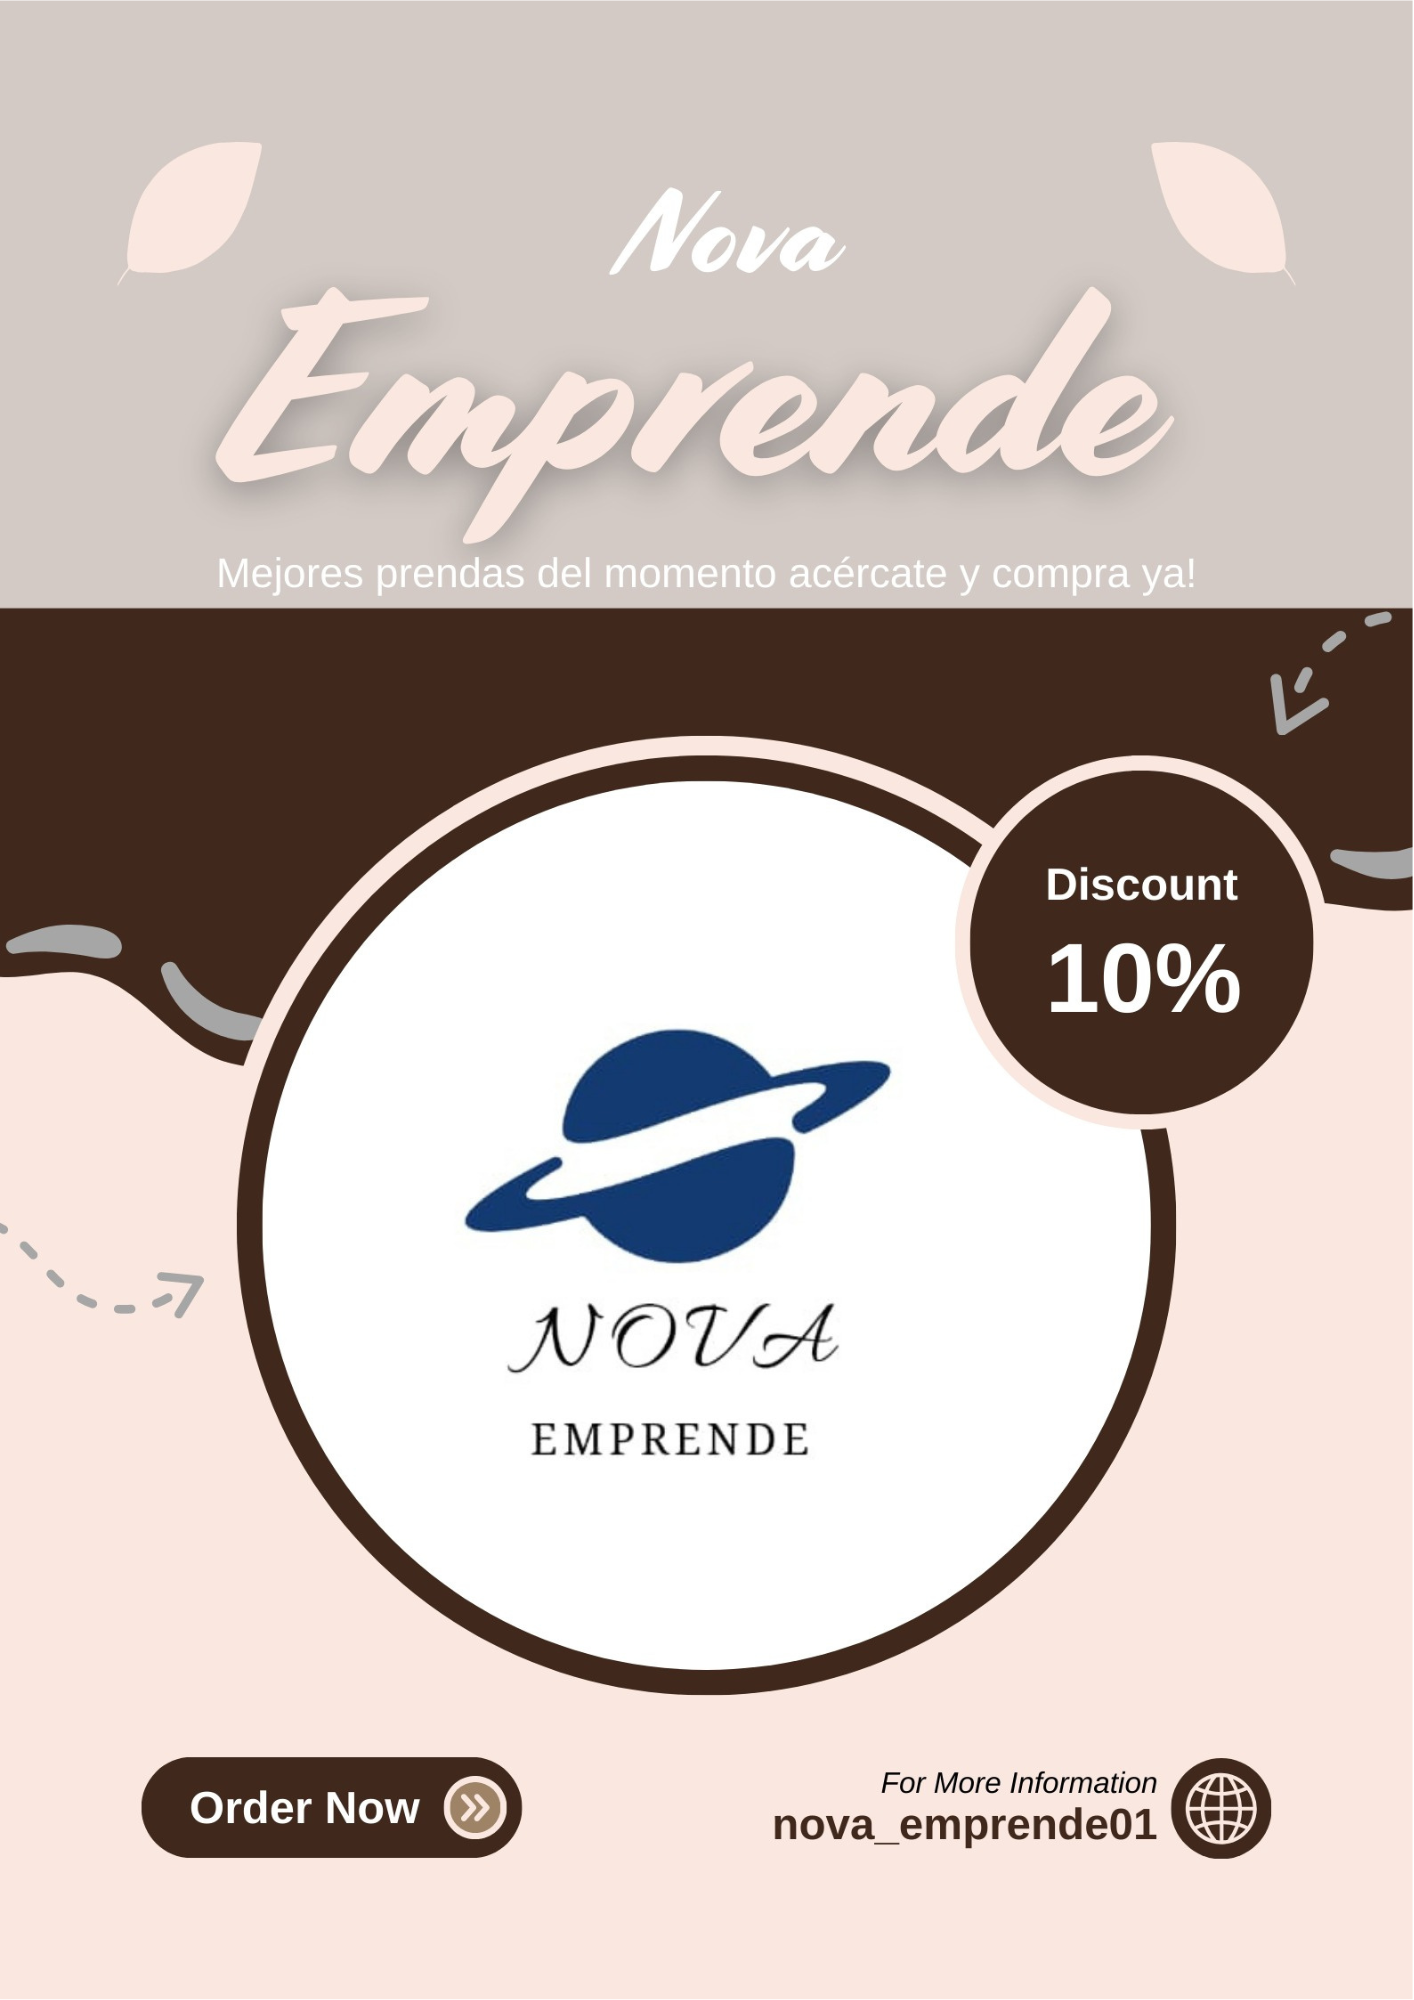 Nova
Emprende
Mejores prendas del momento acércate y compra ya!
Discount
10%
NOVA
EMPRENDE
Order Now
For More Information
nova_emprende01